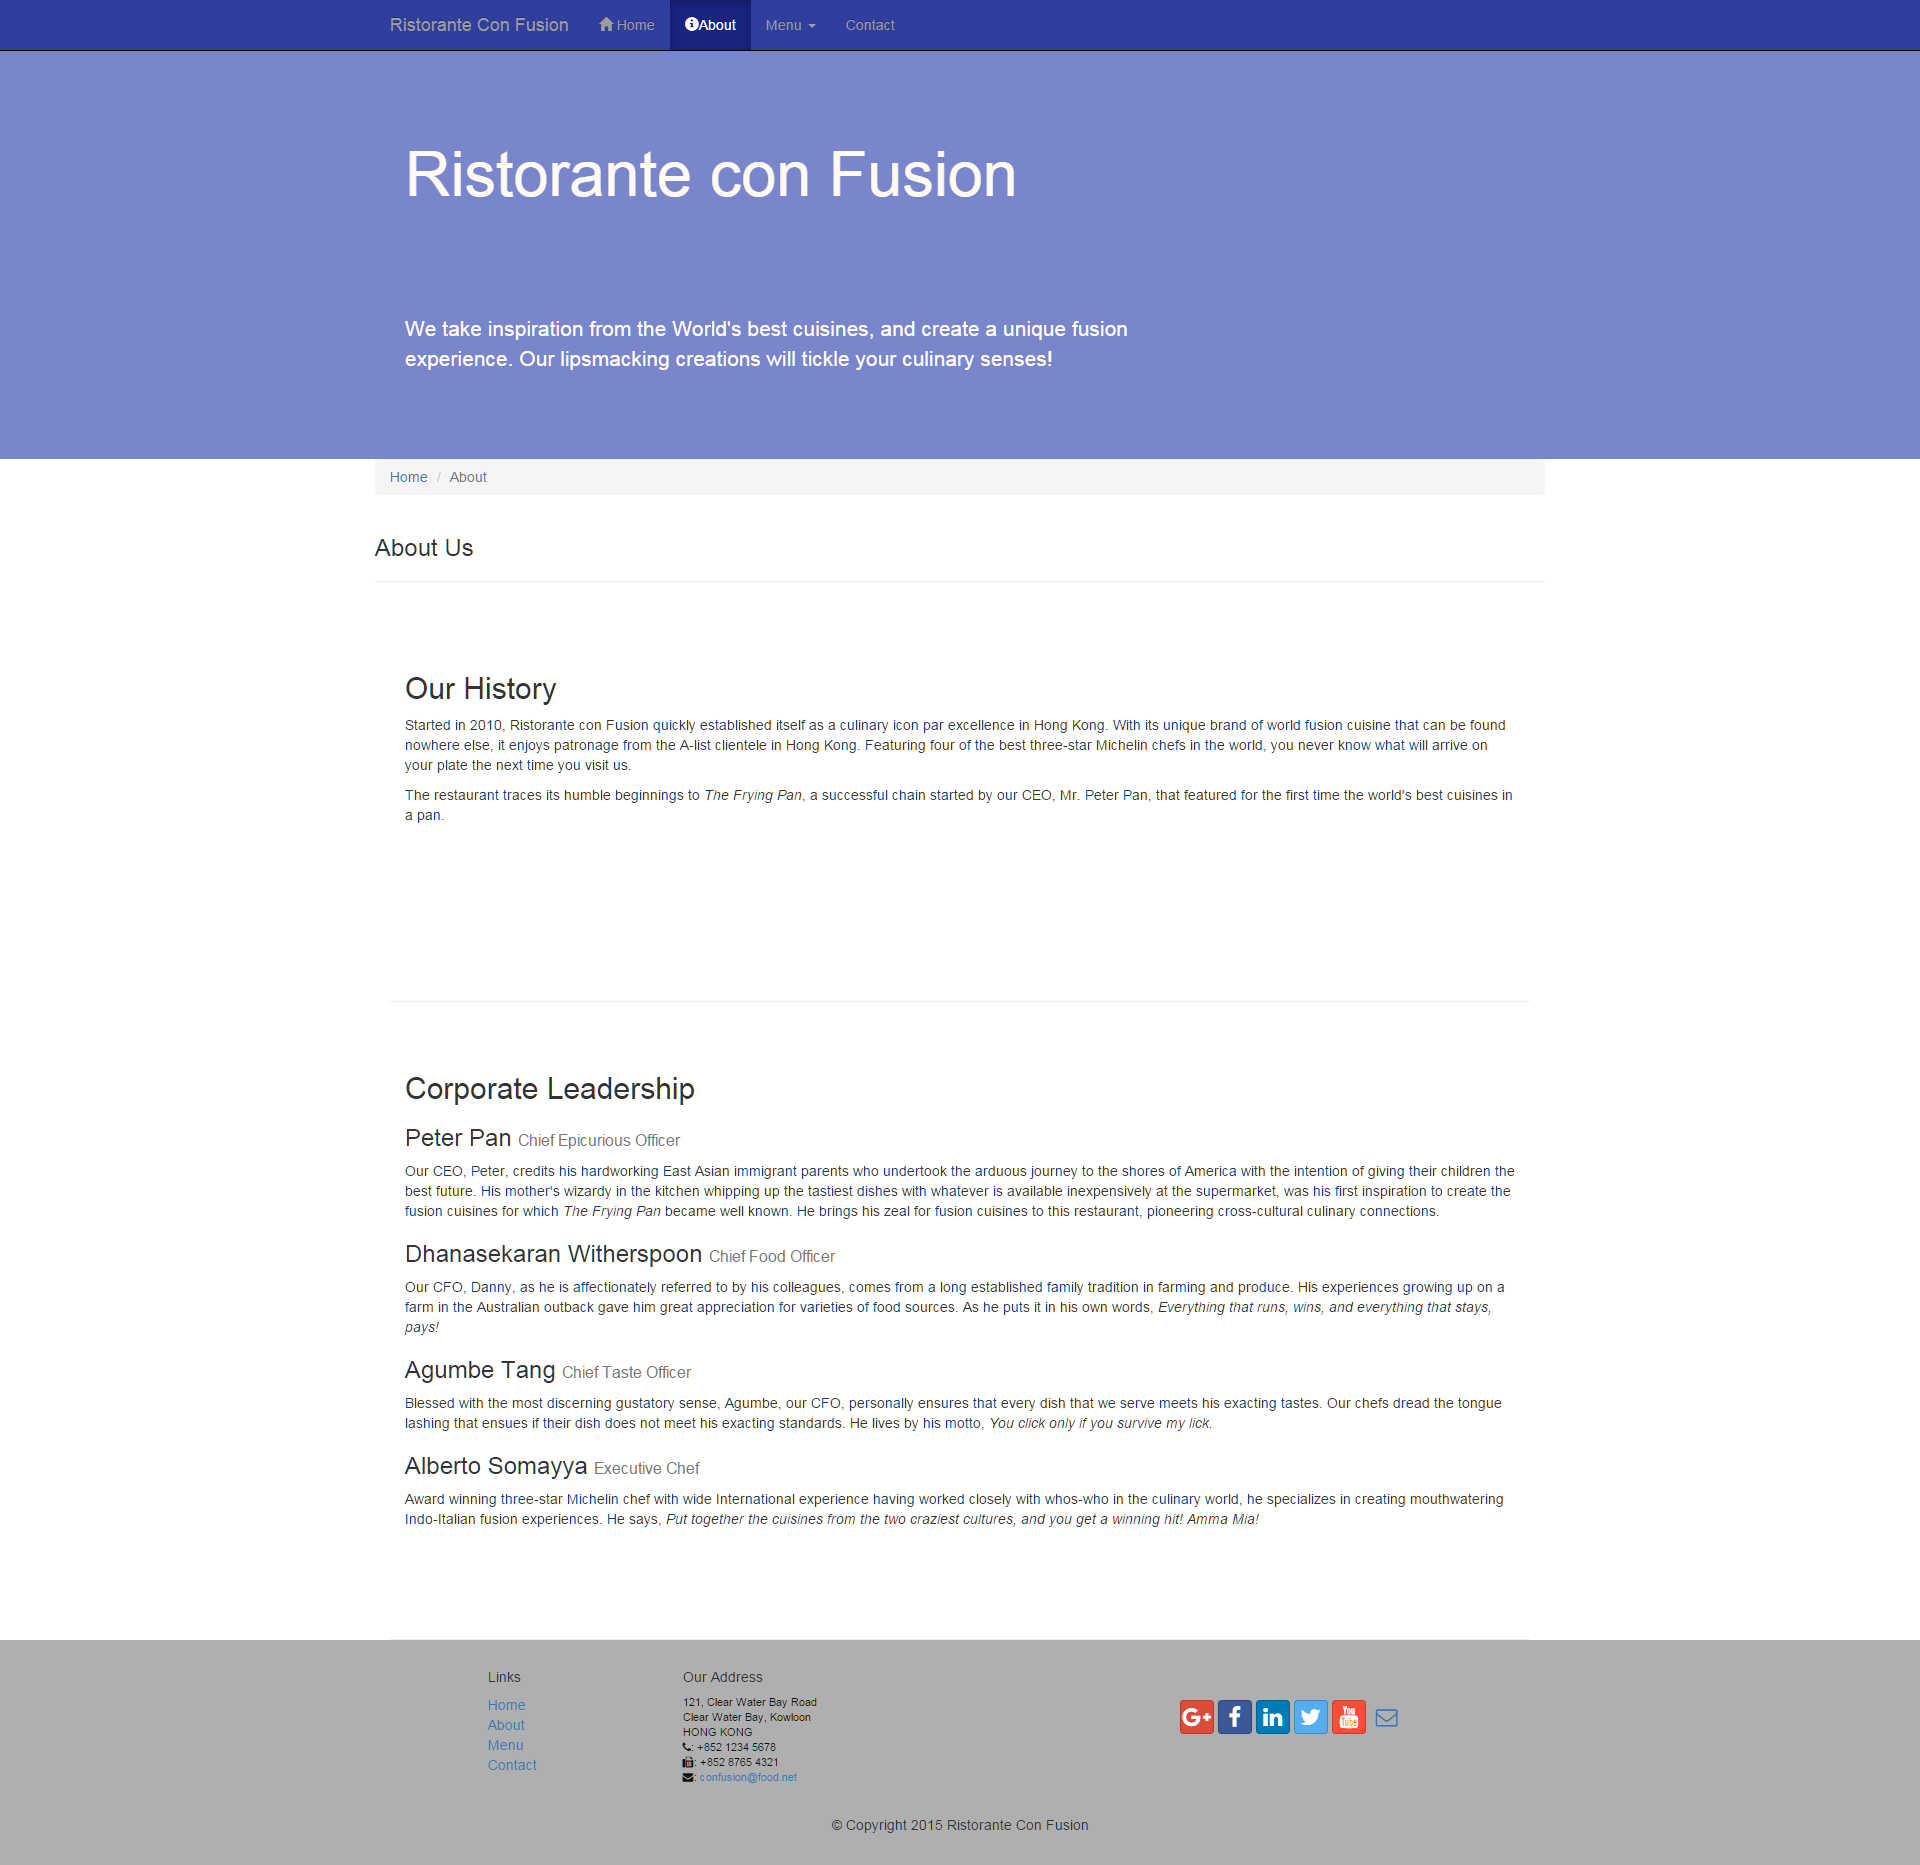 Ristorante Con Fusion Home About Menu Contact
Ristorante con Fusion
We take inspiration from the World's best cuisines, and create a unique fusion
experience. Our lipsmacking creations will tickle your culinary senses!
Home / About
About Us
Our History
Started in 2010, Ristorante con Fusion quickly established itself as a culinary icon par excellence in Hong Kong. With its unique brand of world fusion cuisine that can be found
nowhere else, it enjoys patronage from the A-list clientele in Hong Kong. Featuring four of the best three-star Michelin chefs in the world, you never know what will arrive on
your plate the next time you visit us.
The restaurant traces its humble beginnings to The Frying Pan, a successful chain started by our CEO, Mr. Peter Pan, that featured for the first time the world's best cuisines in
a pan.
Corporate Leadership
Peter Pan Chief Epicurious Officer
Our CEO, Peter, credits his hardworking East Asian immigrant parents who undertook the arduous journey to the shores of America with the intention of giving their children the
best future. His mother's wizardy in the kitchen whipping up the tastiest dishes with whatever is available inexpensively at the supermarket, was his first inspiration to create the
fusion cuisines for which The Frying Pan became well known. He brings his zeal for fusion cuisines to this restaurant, pioneering cross-cultural culinary connections.
Dhanasekaran Witherspoon Chief Food Officer
Our CFO, Danny, as he is affectionately referred to by his colleagues, comes from a long established family tradition in farming and produce. His experiences growing up on a
farm in the Australian outback gave him great appreciation for varieties of food sources. As he puts it in his own words, Everything that runs, wins, and everything that stays,
pays!
Agumbe Tang Chief Taste Officer
Blessed with the most discerning gustatory sense, Agumbe, our CFO, personally ensures that every dish that we serve meets his exacting tastes. Our chefs dread the tongue
lashing that ensues if their dish does not meet his exacting standards. He lives by his motto, You click only if you survive my lick.
Alberto Somayya Executive Chef
Award winning three-star Michelin chef with wide International experience having worked closely with whos-who in the culinary world, he specializes in creating mouthwatering
Indo-Italian fusion experiences. He says, Put together the cuisines from the two craziest cultures, and you get a winning hit! Amma Mia!
Links
Home
About
Menu
Contact
Our Address
121, Clear Water Bay Road
Clear Water Bay, Kowloon
HONG KONG
: +852 1234 5678
: +852 8765 4321
: confusion@food.net
G+ f in You Tube
© Copyright 2015 Ristorante Con Fusion